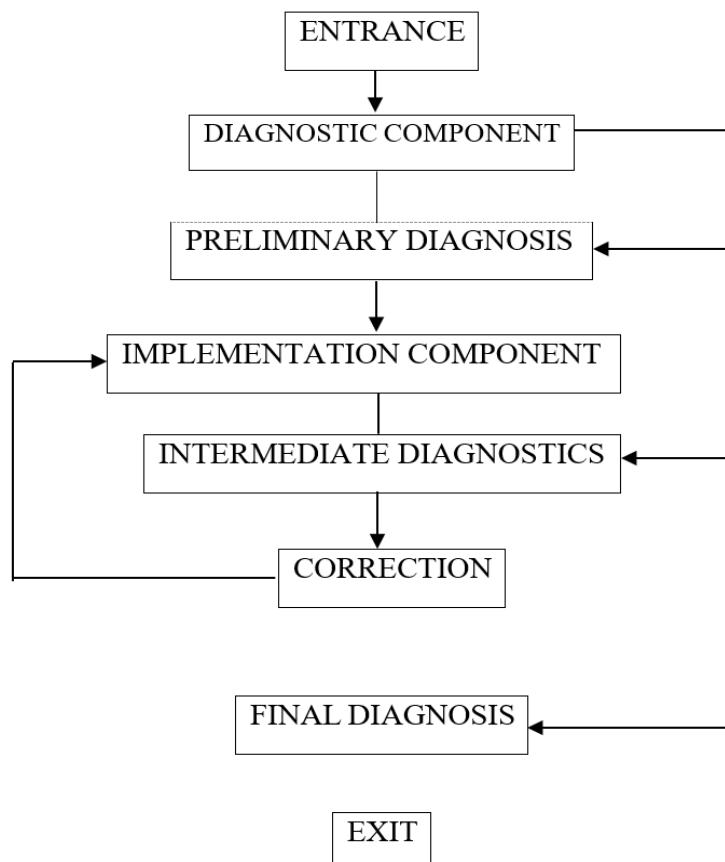 ENTRANCE
DIAGNOSTIC COMPONENT
PRELIMINARY DIAGNOSIS
IMPLEMENTATION COMPONENT
INTERMEDIATE DIAGNOSTICS
CORRECTION
FINAL DIAGNOSIS
EXIT